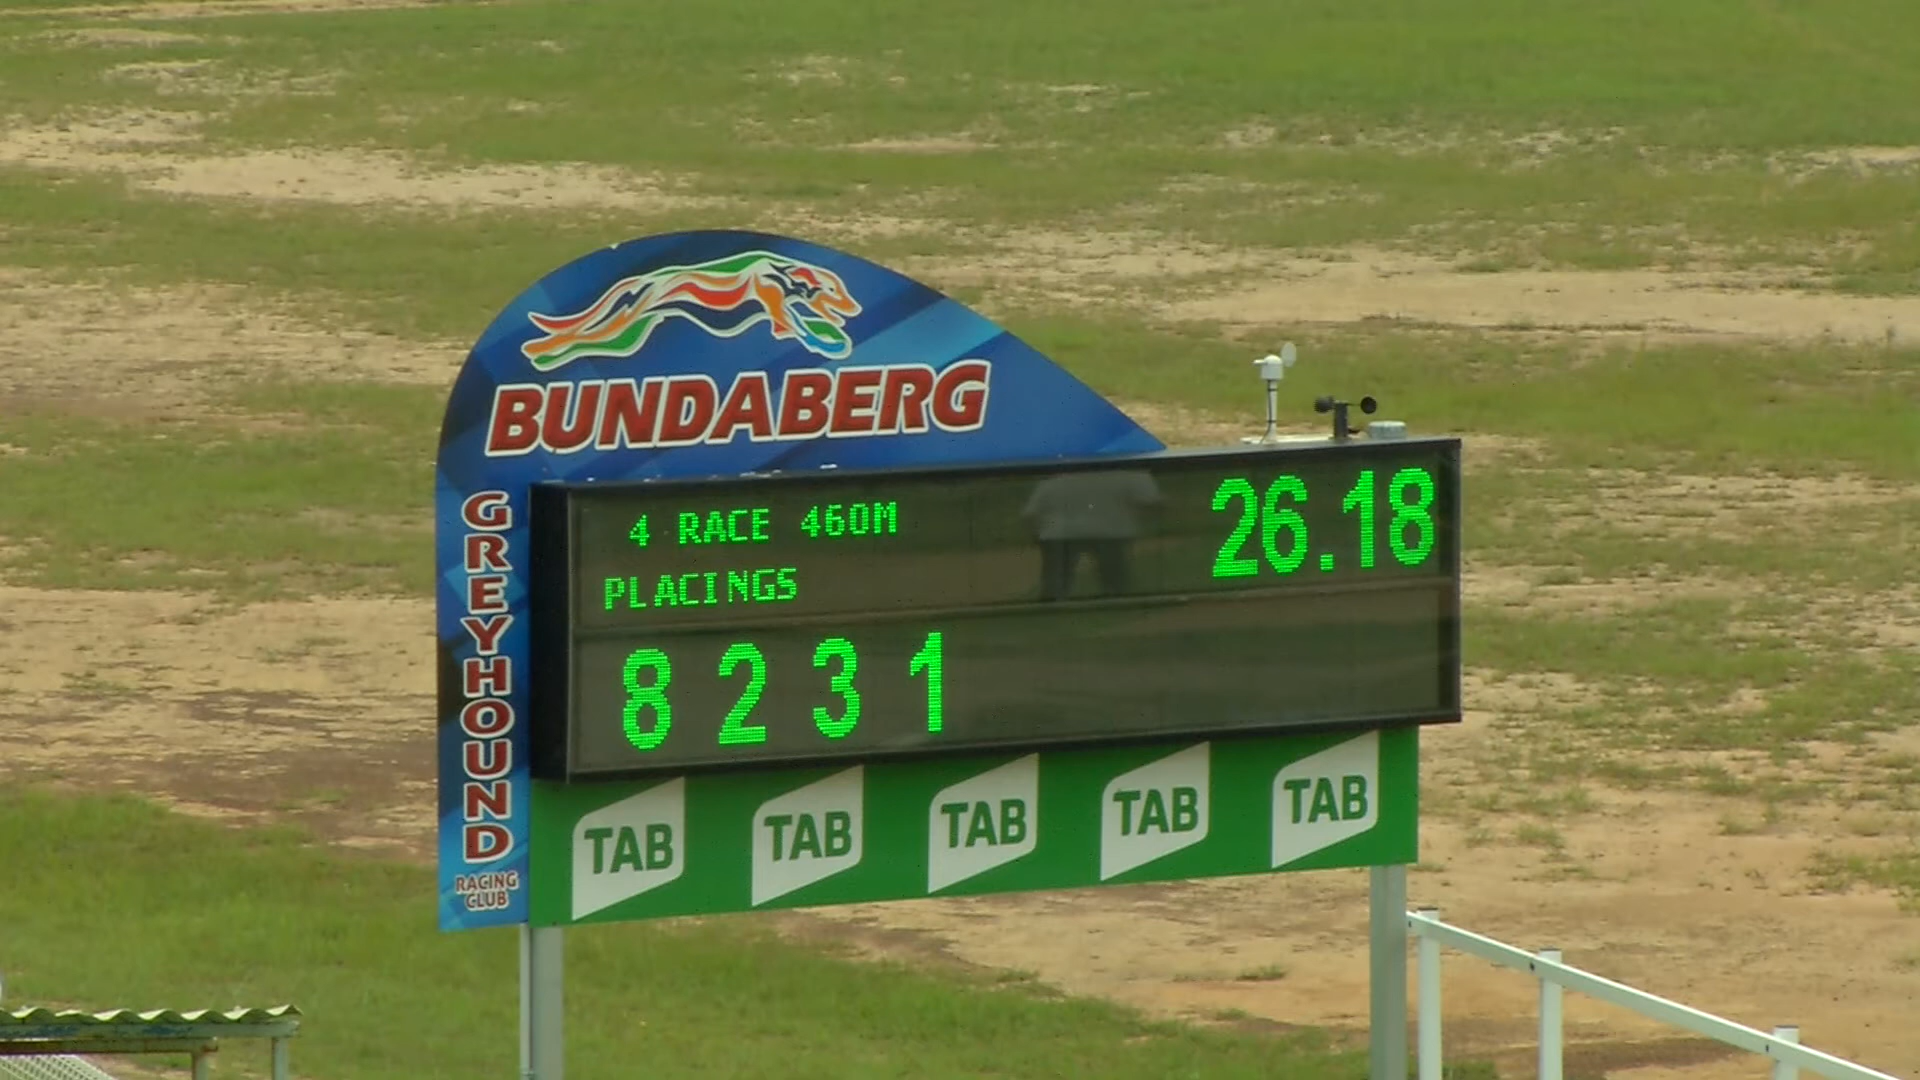 BUNDABERG
GREYHOUND
RACING
CLUB
4 RACE 460M
26.18
PLACINGS
8 2 3 1
TAB TAB TAB TAB TAB